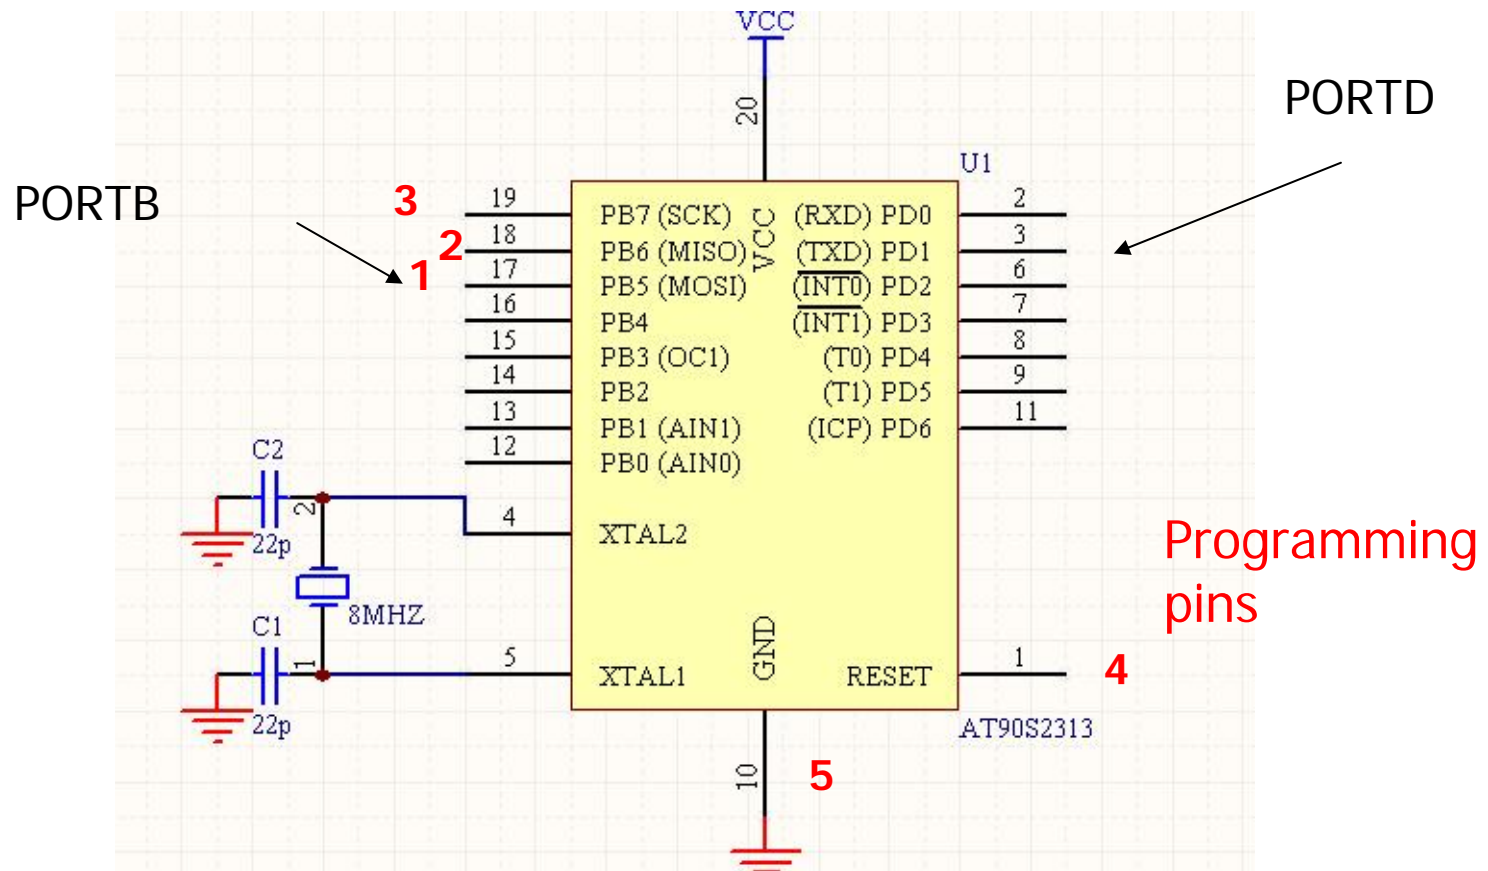 VCC
PORTD
20
U1
PORTB
3 19 PB7 (SCK) VCC (RXD) PD0 2
2 18 PB6 (MISO) (TXD) PD1 3
1 17 PB5 (MOSI) (INT0) PD2 6
16 PB4 (INT1) PD3 7
15 PB3 (OC1) (T0) PD4 8
14 PB2 (T1) PD5 9
13 PB1 (AIN1) (ICP) PD6 11
12 PB0 (AIN0)
C2
2
4 XTAL2
22p
Programming
pins
8MHZ
C1
1
5 XTAL1 GND RESET 1 4
22p
AT90S2313
10 5